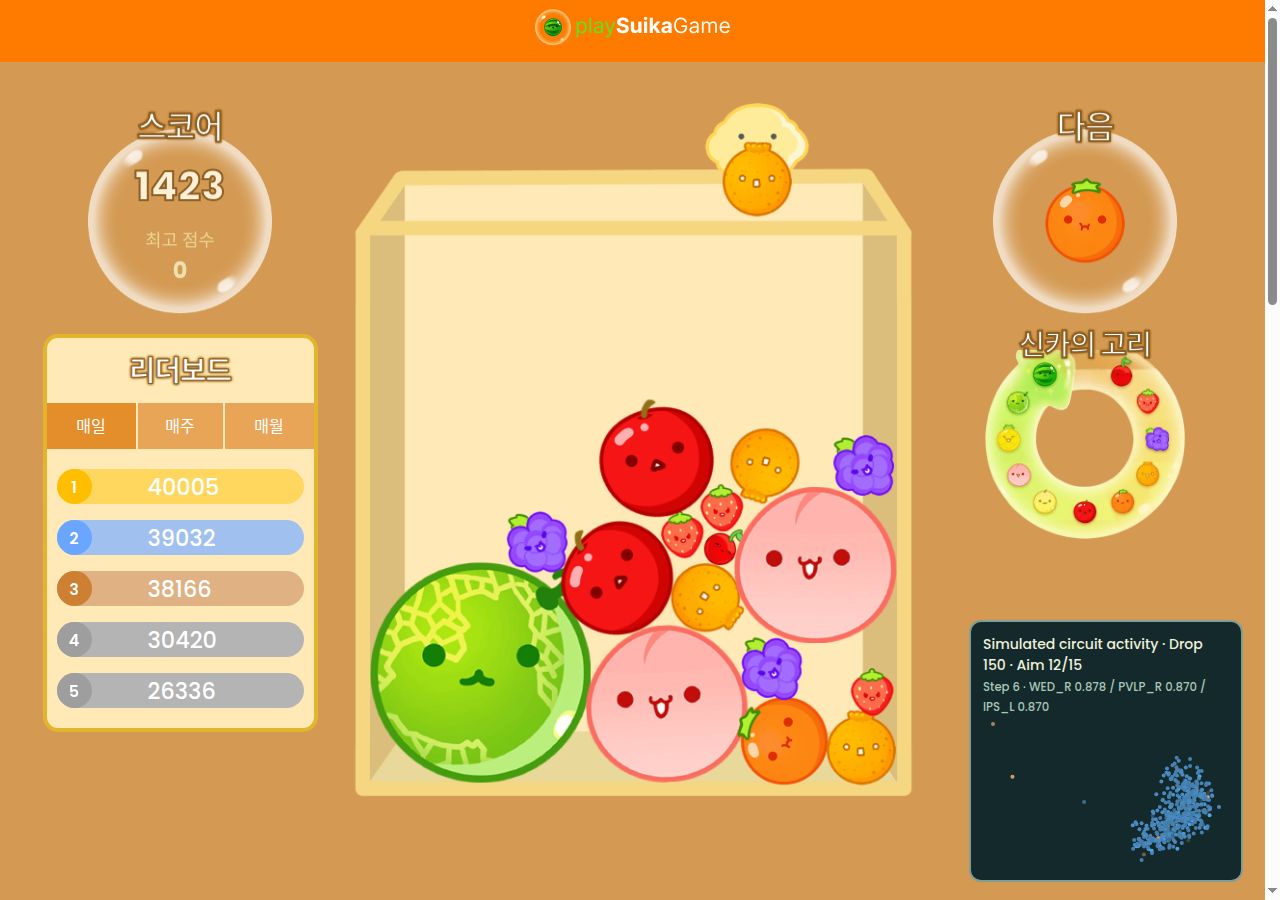 playSuikaGame
스코어
1423
최고 점수
0
다음
신카의 고리
리더보드
매일 매주 매월
1 40005
2 39032
3 38166
4 30420
5 26336
Simulated circuit activity · Drop
150 · Aim 12/15
Step 6 · WED_R 0.878 / PVLP_R 0.870 /
IPS_L 0.870